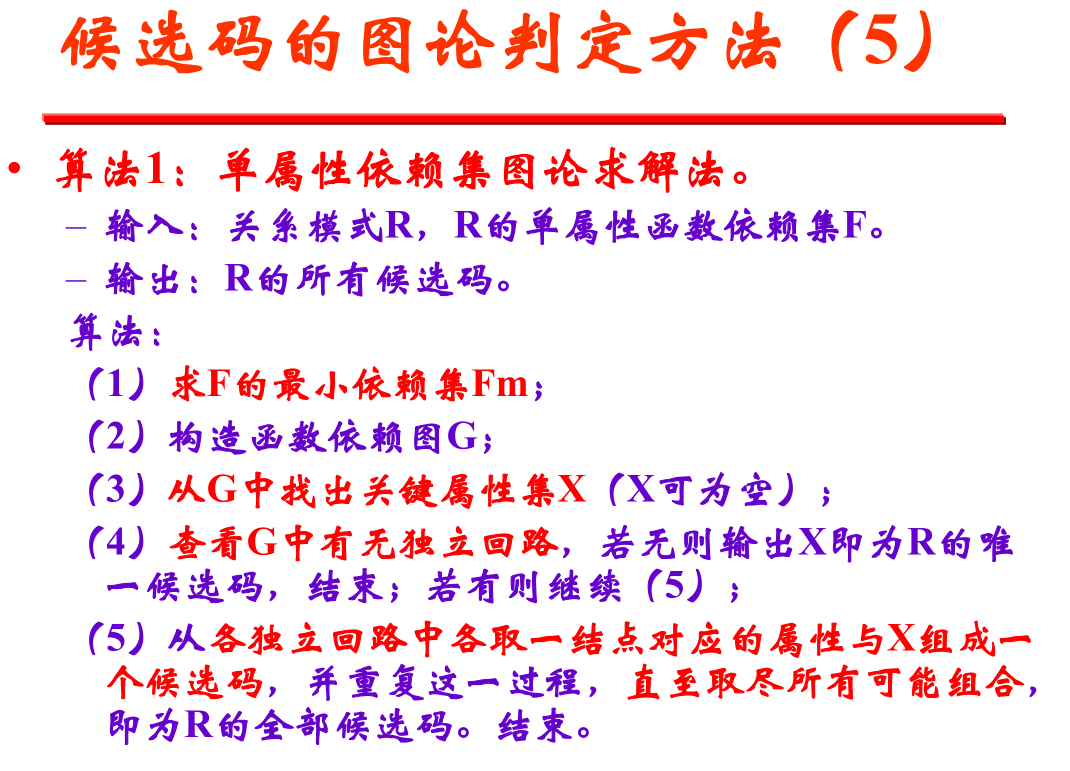 候选码的图论判定方法（5）
• 算法1：单属性依赖集图论求解法。
– 输入：关系模式R，R的单属性函数依赖集F。
– 输出：R的所有候选码。
算法：
（1）求F的最小依赖集Fm；
（2）构造函数依赖图G；
（3）从G中找出关键属性集X（X可为空）；
（4）查看G中有无独立回路，若无则输出X即为R的唯
一候选码，结束；若有则继续（5）；
（5）从各独立回路中各取一结点对应的属性与X组成一
个候选码，并重复这一过程，直至取尽所有可能组合，
即为R的全部候选码。结束。